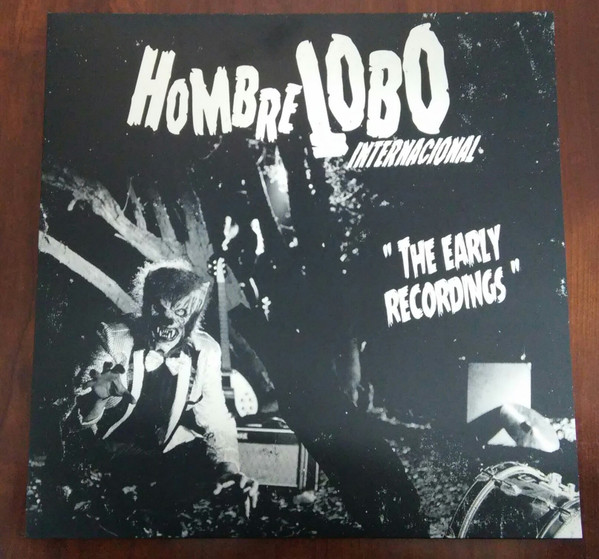 HOMBRE LOBO
INTERNACIONAL
"THE EARLY
RECORDINGS"